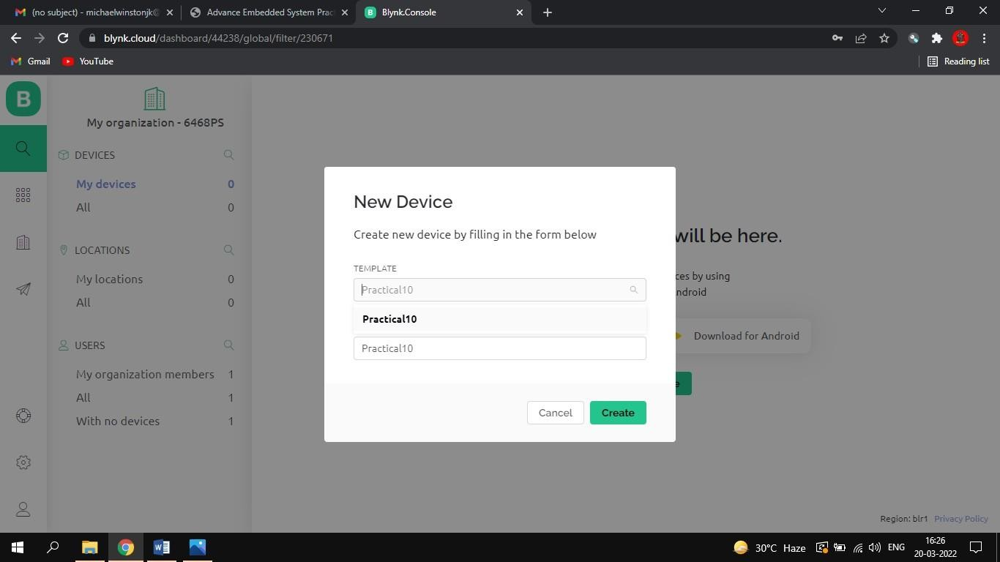 (no subject) - michaelwinstonjk@
Advance Embedded System Pract
B Blynk.Console
blynk.cloud/dashboard/44238/global/filter/230671
Gmail
YouTube
Reading list
B
My organization - 6468PS
DEVICES
My devices 0
All 0
LOCATIONS
My locations 0
All 0
USERS
My organization members 1
All 1
With no devices 1
New Device
Create new device by filling in the form below
TEMPLATE
Practical10
Practical10
Practical10
Cancel
Create
will be here.
ces by using
ndroid
Download for Android
e
Region: blr1 Privacy Policy
W
30°C Haze
ENG
16:26
20-03-2022